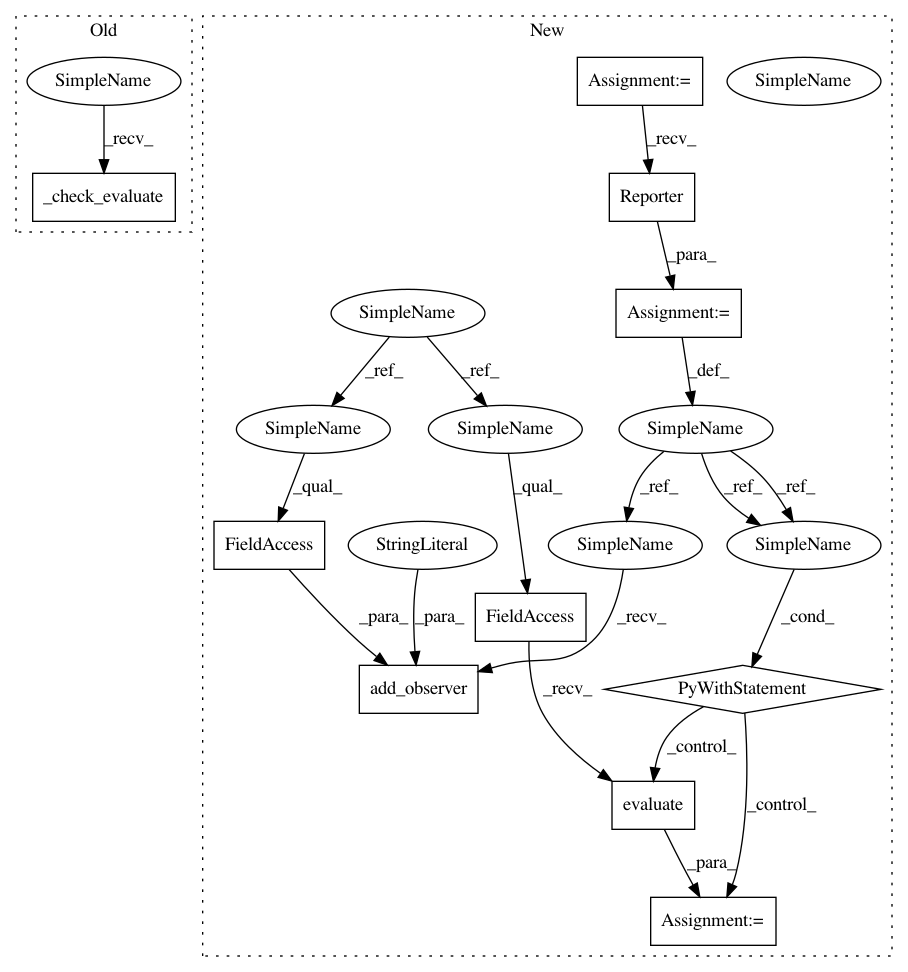 Old
New
SimpleName
Assignment:=
SimpleName
_recv_
_recv_
_check_evaluate
Reporter
_para_
SimpleName
Assignment:=
_ref_
_ref_
_def_
SimpleName
SimpleName
SimpleName
_qual_
_qual_
_ref_
_ref_
_ref_
FieldAccess
StringLiteral
SimpleName
SimpleName
FieldAccess
_para_
_para_
_recv_
_cond_
add_observer
_recv_
PyWithStatement
_control_
evaluate
_control_
_para_
Assignment:=